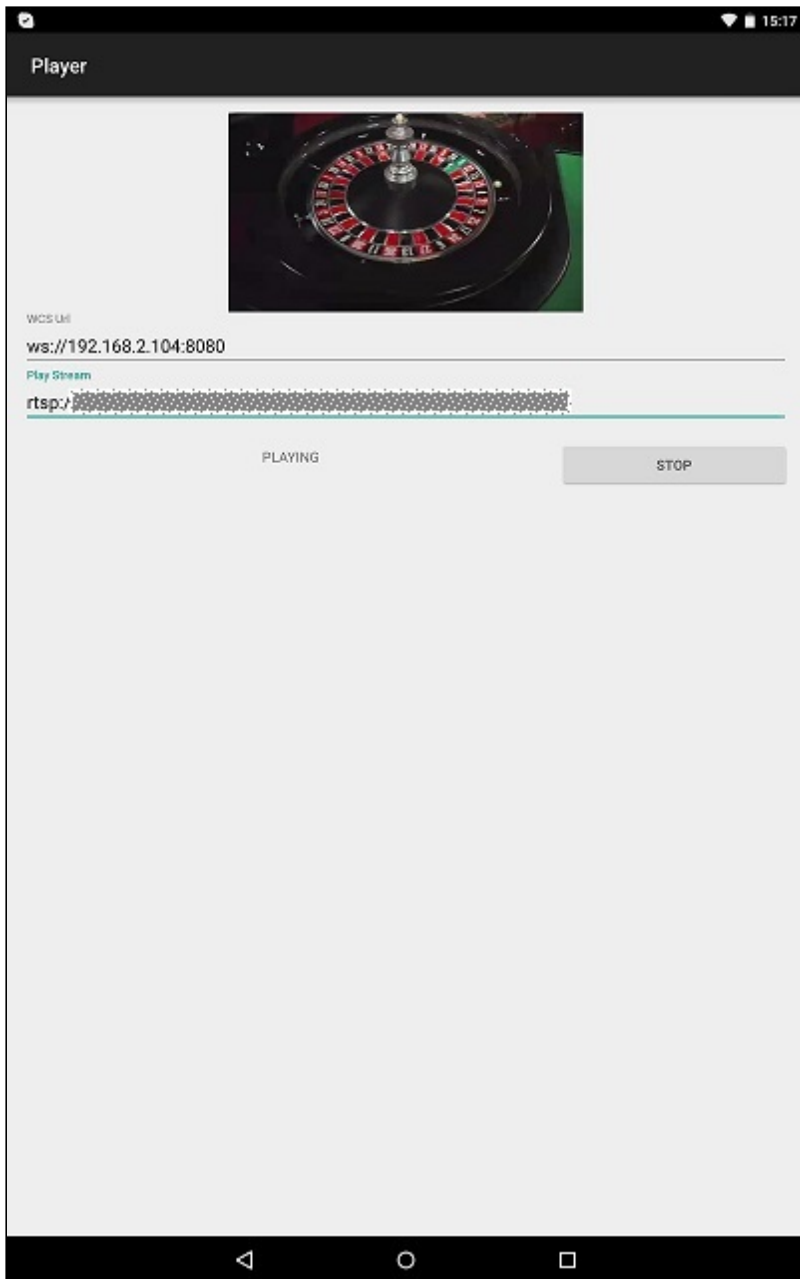 15:17
Player
WCS Url
ws://192.168.2.104:8080
Play Stream
rtsp:/
PLAYING
STOP